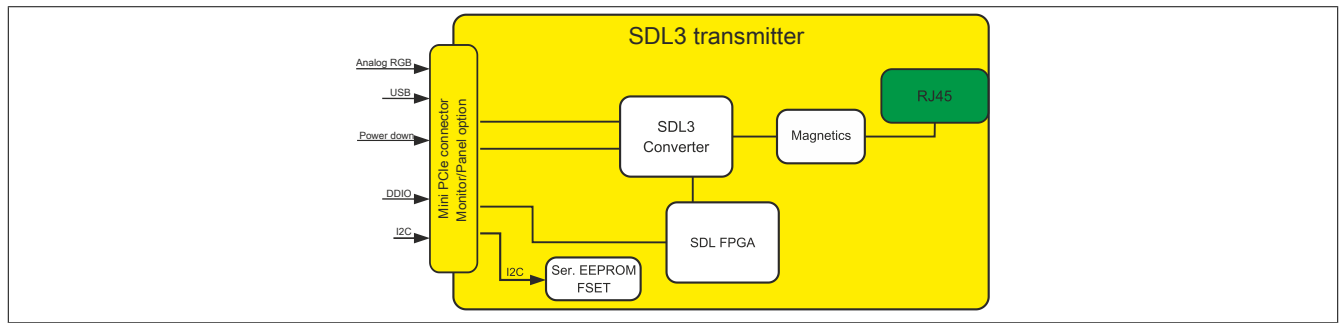 SDL3 transmitter
Analog RGB
USB
Power down
DDIO
I2C
Mini PCIe connector
Monitor/Panel option
SDL3
Converter
Magnetics
RJ45
SDL FPGA
I2C
Ser. EEPROM
FSET